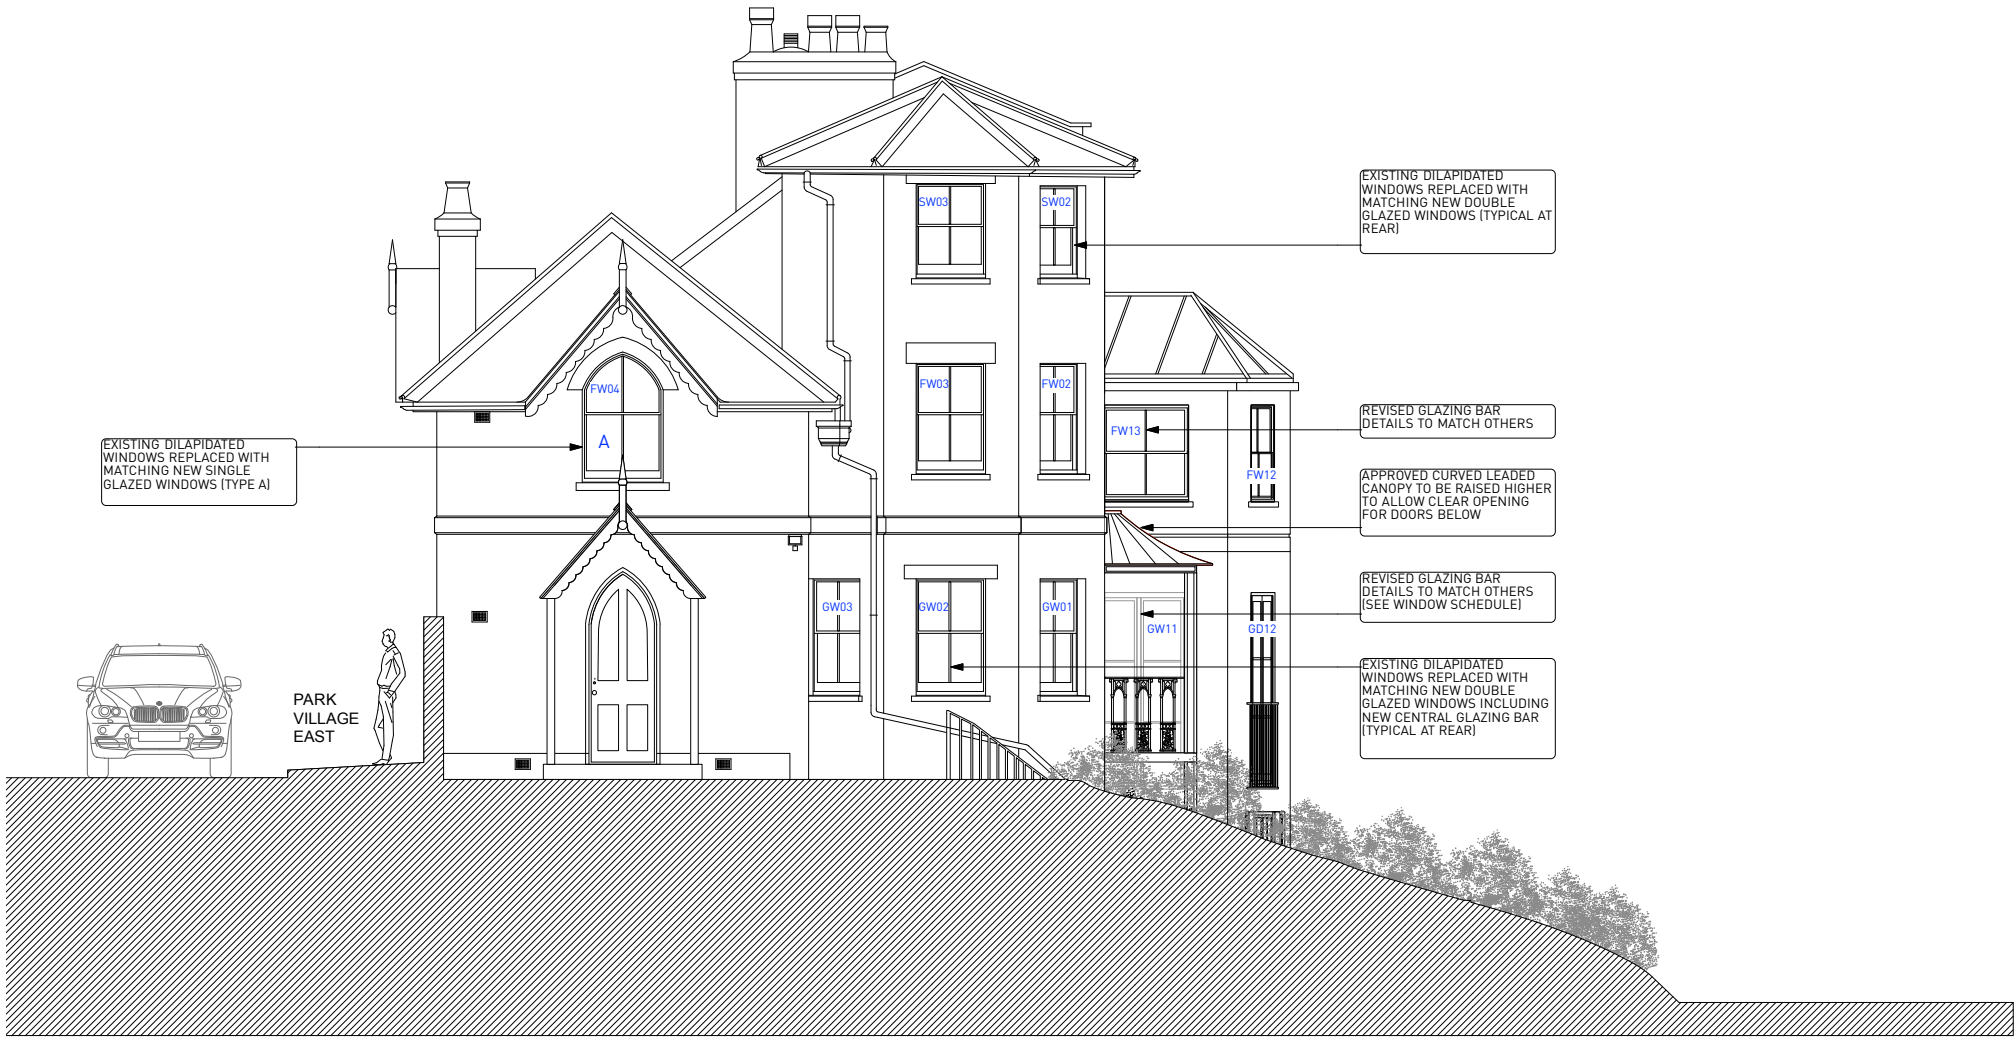 EXISTING DILAPIDATED
WINDOWS REPLACED WITH
MATCHING NEW DOUBLE
GLAZED WINDOWS (TYPICAL AT
REAR)
SW03
SW02
FW04
FW03
FW02
A
FW13
FW12
REVISED GLAZING BAR
DETAILS TO MATCH OTHERS
EXISTING DILAPIDATED
WINDOWS REPLACED WITH
MATCHING NEW SINGLE
GLAZED WINDOWS (TYPE A)
APPROVED CURVED LEADED
CANOPY TO BE RAISED HIGHER
TO ALLOW CLEAR OPENING
FOR DOORS BELOW
REVISED GLAZING BAR
DETAILS TO MATCH OTHERS
(SEE WINDOW SCHEDULE)
GW03
GW02
GW01
GW11
GD12
EXISTING DILAPIDATED
WINDOWS REPLACED WITH
MATCHING NEW DOUBLE
GLAZED WINDOWS INCLUDING
NEW CENTRAL GLAZING BAR
(TYPICAL AT REAR)
PARK
VILLAGE
EAST